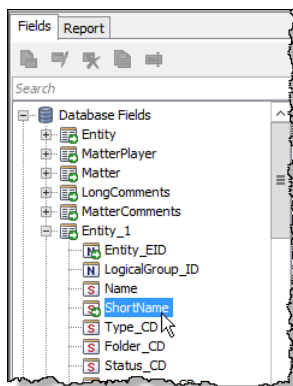 Fields Report
Search
Database Fields
Entity
MatterPlayer
Matter
LongComments
MatterComments
Entity_1
N Entity_EID
N LogicalGroup_ID
S Name
S ShortName
S Type_CD
S Folder_CD
S Status_CD